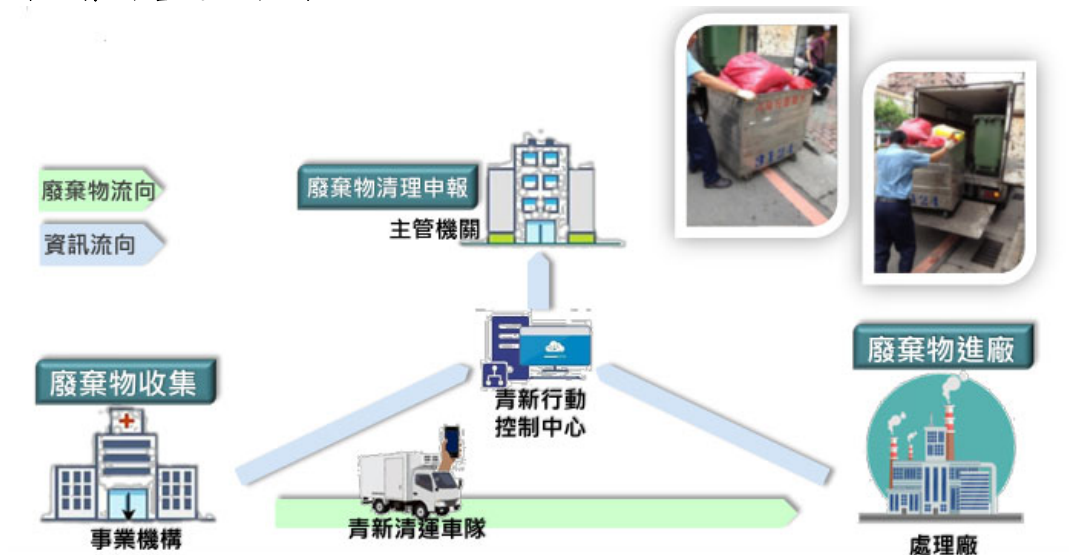 廢棄物流向
資訊流向
廢棄物清理申報
主管機關
3124
廢棄物收集
事業機構
青新行動
控制中心
青新清運車隊
廢棄物進廠
處理廠